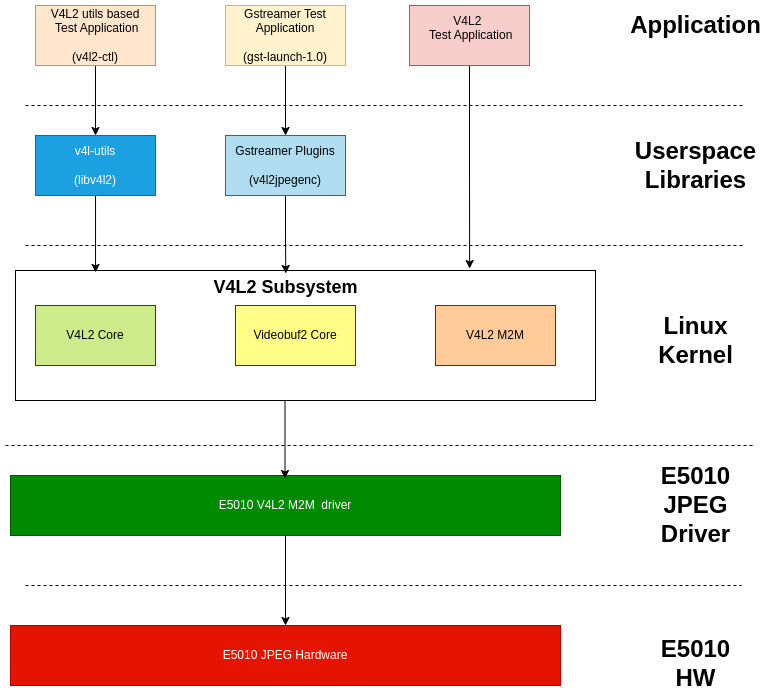 V4L2 utils based
Test Application
(v4l2-ctl)
Gstreamer Test
Application
(gst-launch-1.0)
V4L2
Test Application
Application
v4l-utils
(libv4l2)
Gstreamer Plugins
(v4l2jpegenc)
Userspace
Libraries
V4L2 Subsystem
V4L2 Core
Videobuf2 Core
V4L2 M2M
Linux
Kernel
E5010 V4L2 M2M  driver
E5010
JPEG
Driver
E5010 JPEG Hardware
E5010
HW